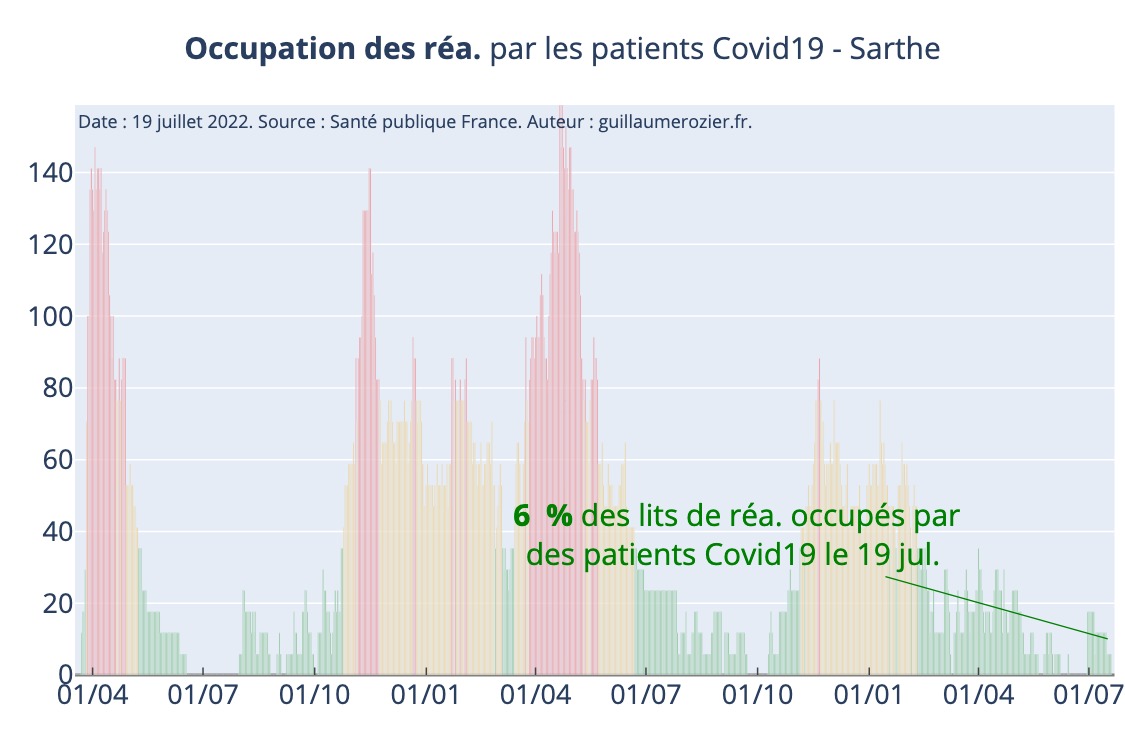 Occupation des réa. par les patients Covid19 - Sarthe
Date : 19 juillet 2022. Source : Santé publique France. Auteur : guillaumerozier.fr.
140
120
100
80
60
40
20
0
6 % des lits de réa. occupés par
des patients Covid19 le 19 jul.
01/04 01/07 01/10 01/01 01/04 01/07 01/10 01/01 01/04 01/07